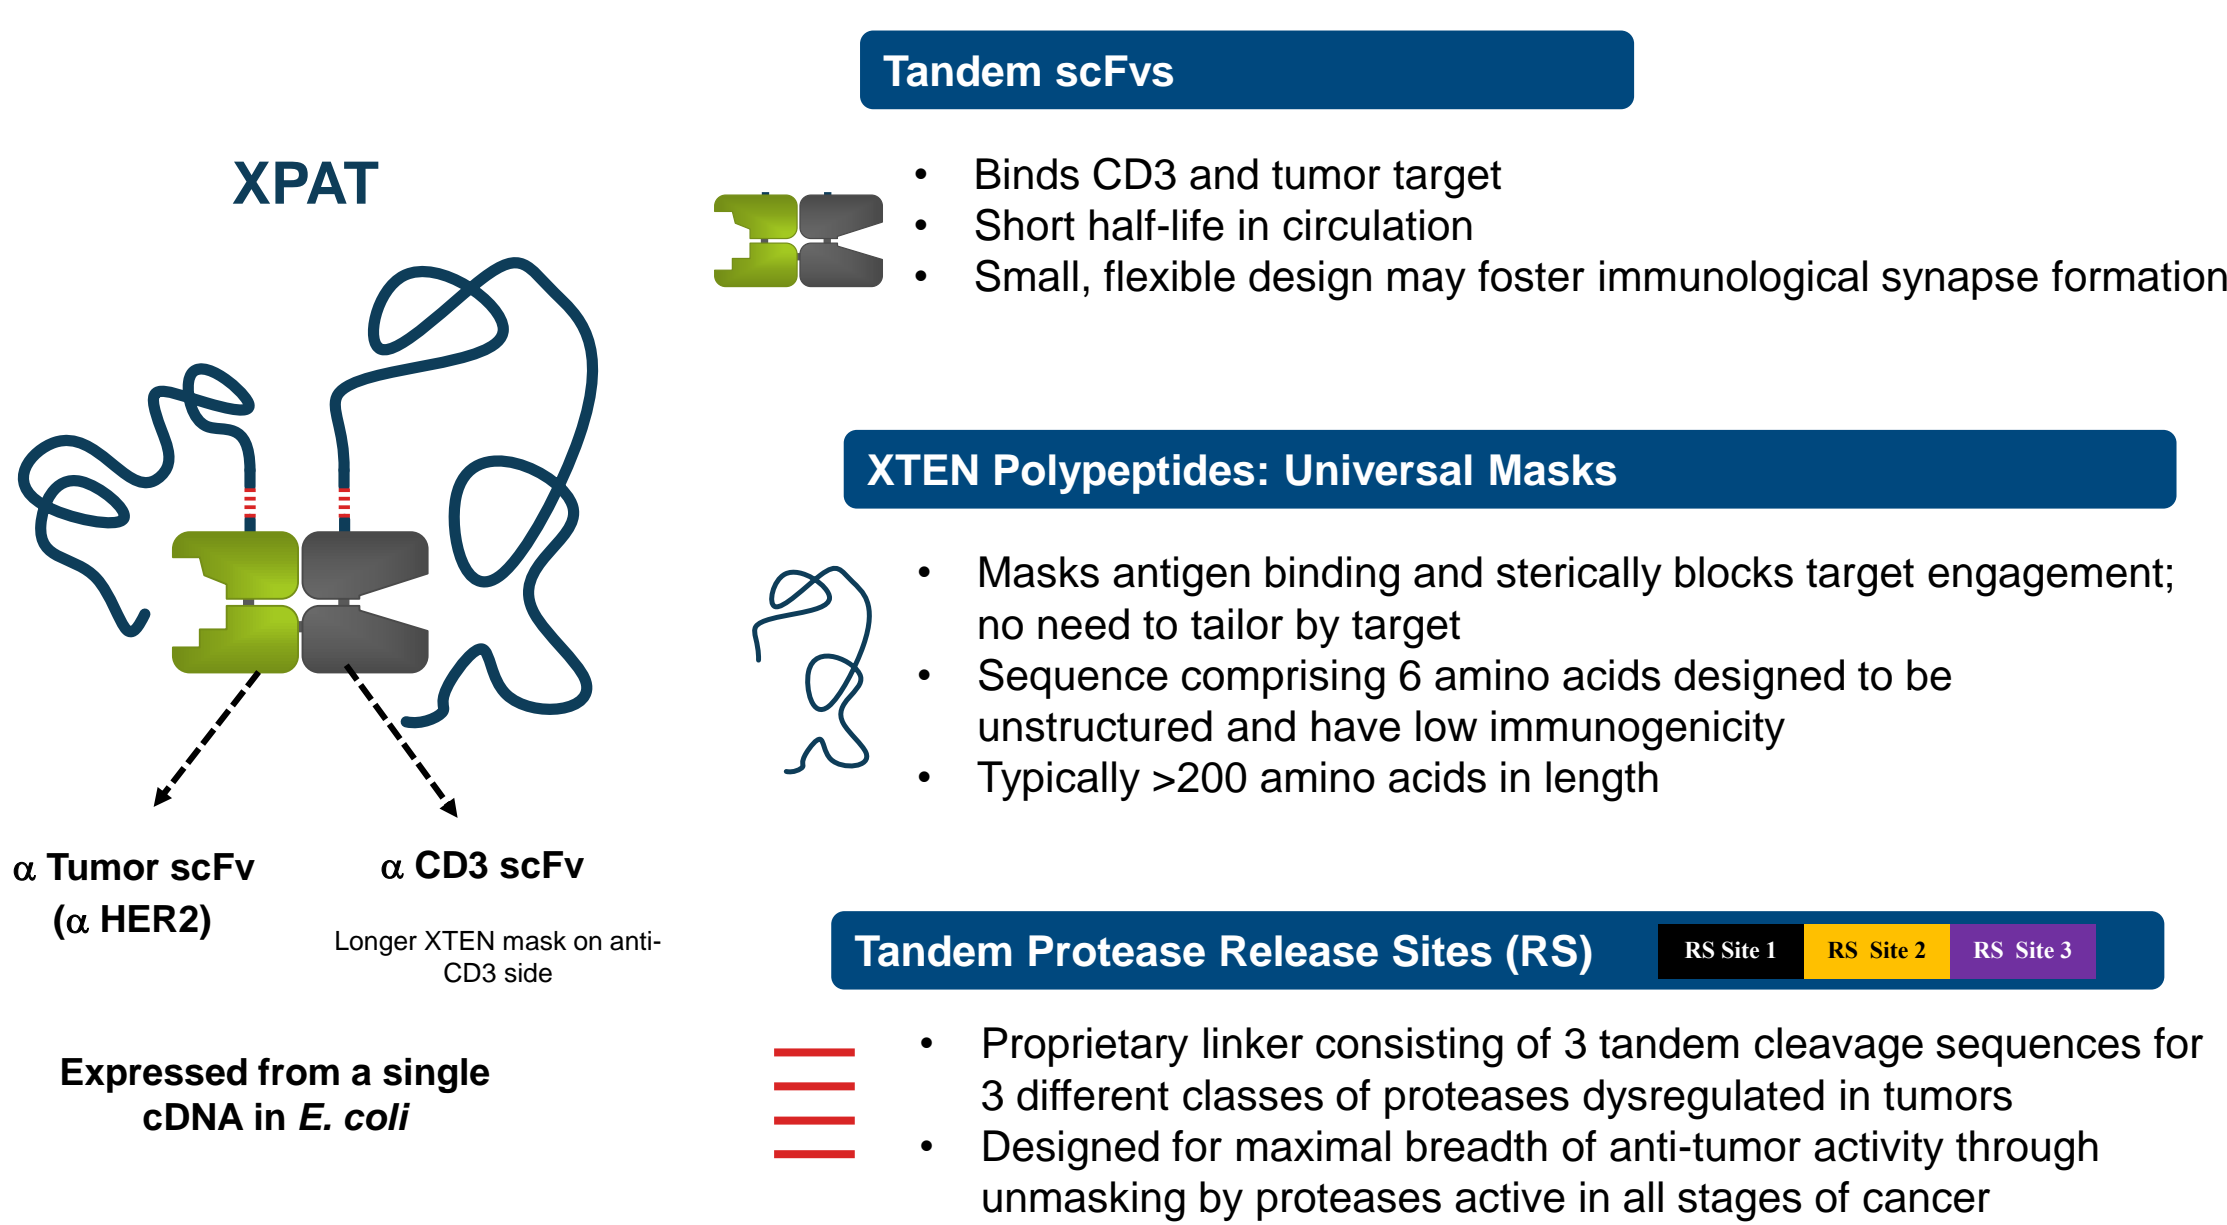 XPAT
α Tumor scFv
(α HER2)
α CD3 scFv
Longer XTEN mask on anti-
CD3 side
Expressed from a single
cDNA in E. coli
Tandem scFvs
• Binds CD3 and tumor target
• Short half-life in circulation
• Small, flexible design may foster immunological synapse formation
XTEN Polypeptides: Universal Masks
• Masks antigen binding and sterically blocks target engagement;
no need to tailor by target
• Sequence comprising 6 amino acids designed to be
unstructured and have low immunogenicity
• Typically >200 amino acids in length
Tandem Protease Release Sites (RS)
RS Site 1 RS Site 2 RS Site 3
• Proprietary linker consisting of 3 tandem cleavage sequences for
3 different classes of proteases dysregulated in tumors
• Designed for maximal breadth of anti-tumor activity through
unmasking by proteases active in all stages of cancer